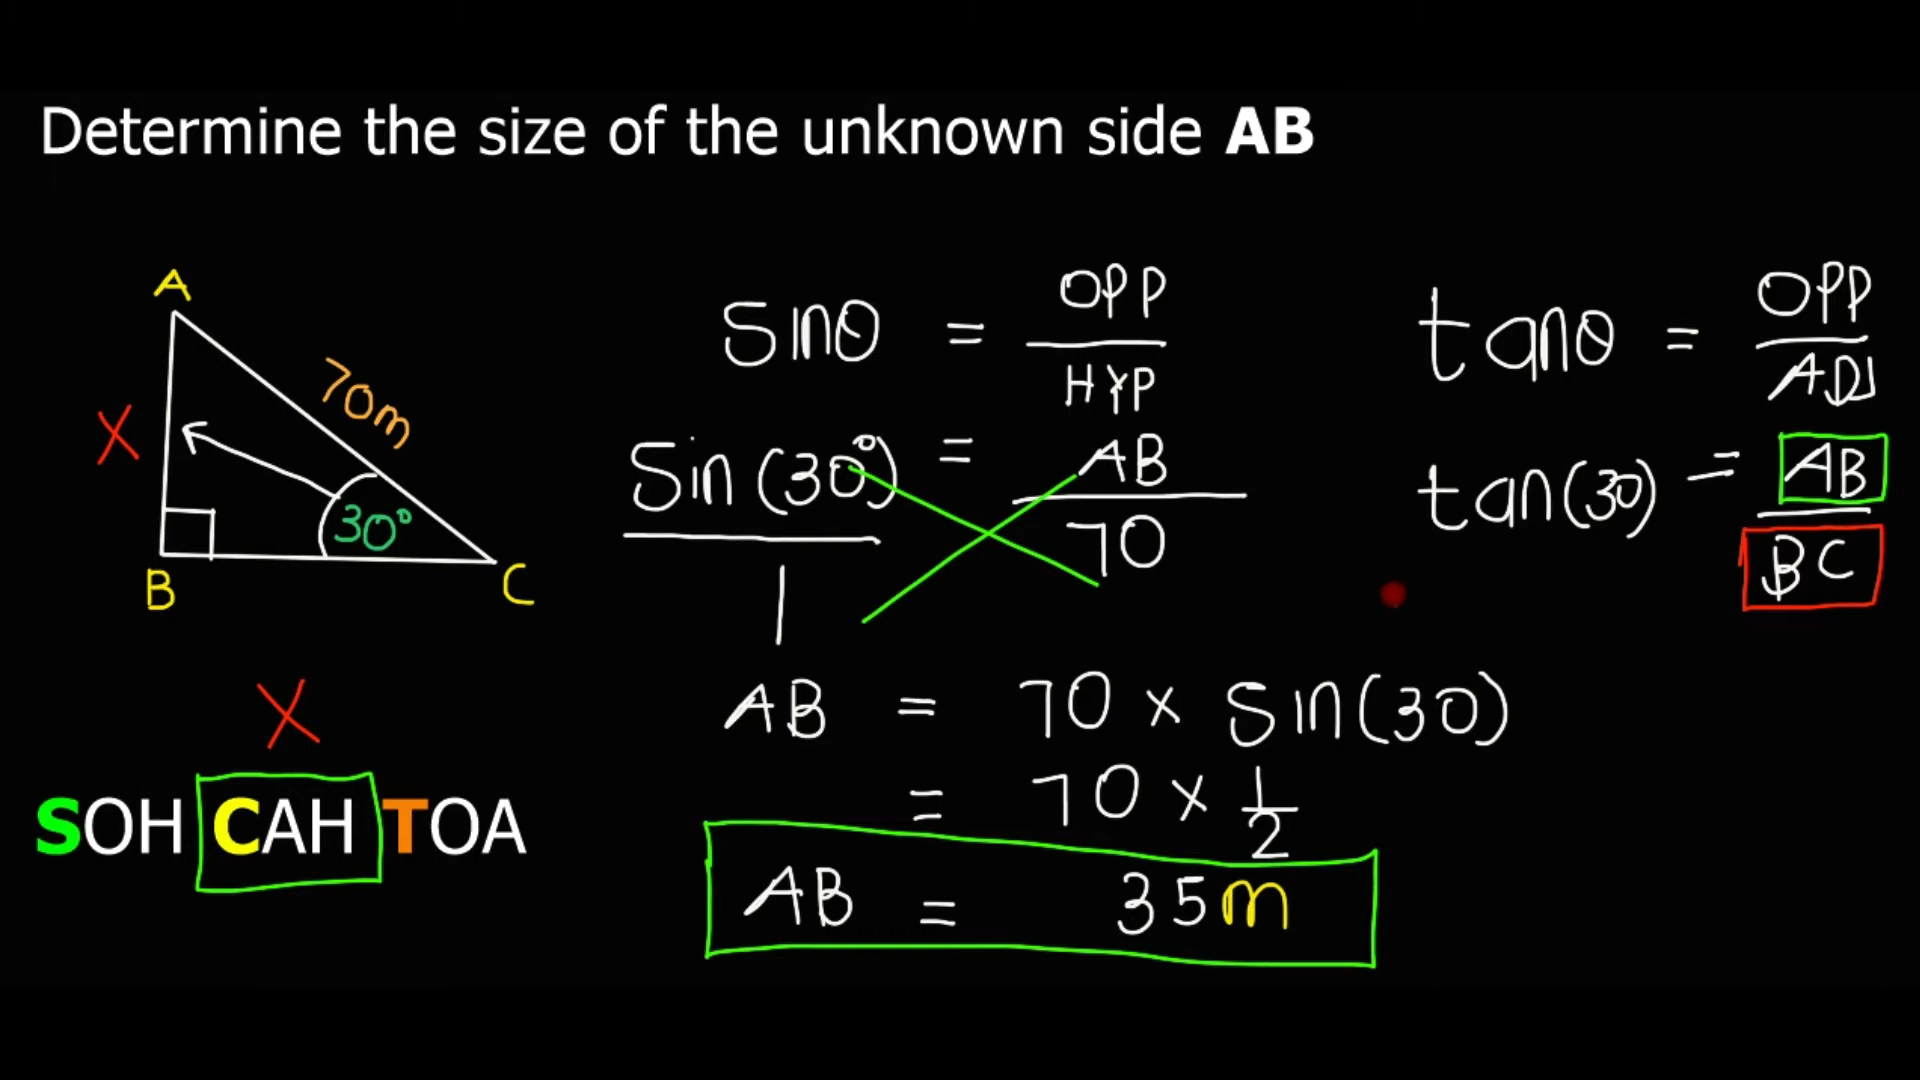 Determine the size of the unknown side AB
A
70m
X
30°
B
C
X
SOH CAH TOA
sinθ = OPP / HYP
Sin (30°) / 1 = AB / 70
AB = 70 × Sin(30)
= 70 × 1/2
AB = 35m
tanθ = OPP / ADJ
tan(30) = AB / BC